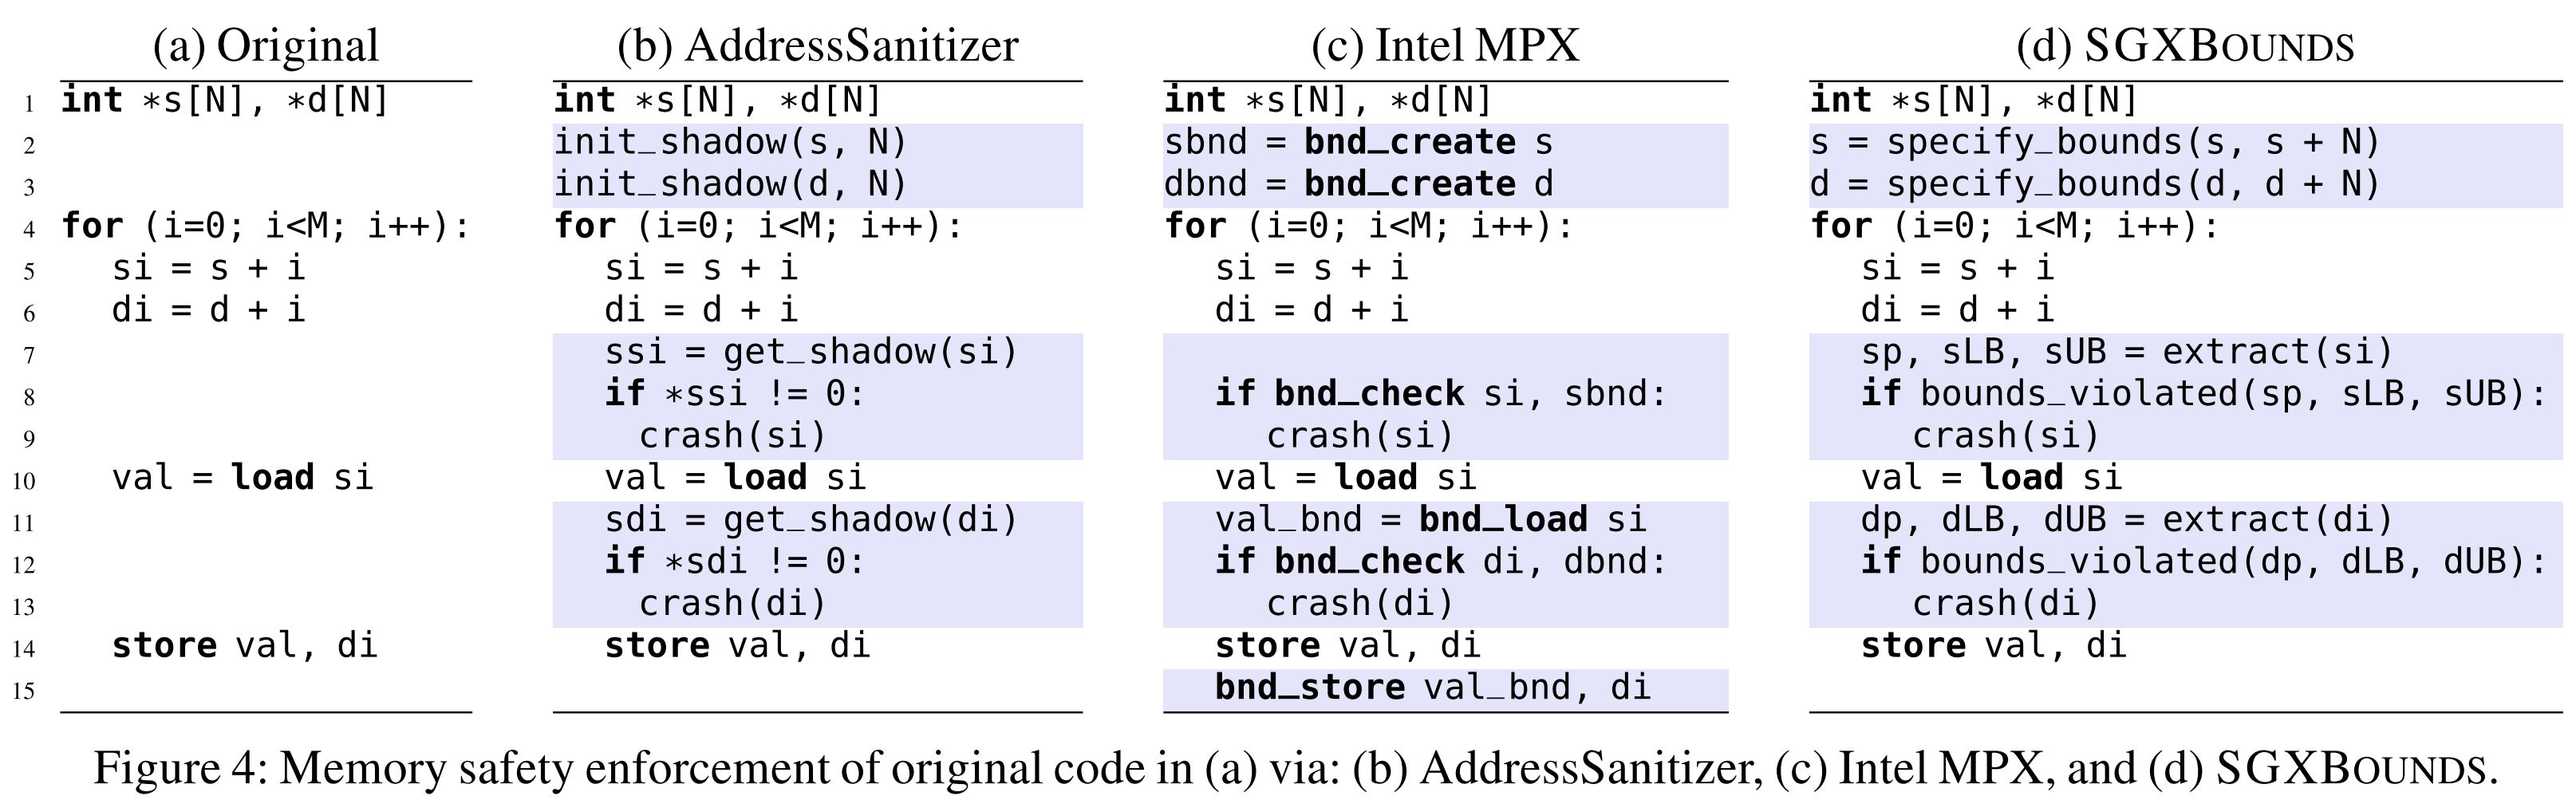 (a) Original
1 int *s[N], *d[N]
2
3
4 for (i=0; i<M; i++):
5 si = s + i
6 di = d + i
7
8
9
10 val = load si
11
12
13
14 store val, di
15
(b) AddressSanitizer
int *s[N], *d[N]
init_shadow(s, N)
init_shadow(d, N)
for (i=0; i<M; i++):
si = s + i
di = d + i
ssi = get_shadow(si)
if *ssi != 0:
crash(si)
val = load si
sdi = get_shadow(di)
if *sdi != 0:
crash(di)
store val, di
(c) Intel MPX
int *s[N], *d[N]
sbnd = bnd_create s
dbnd = bnd_create d
for (i=0; i<M; i++):
si = s + i
di = d + i
if bnd_check si, sbnd:
crash(si)
val = load si
val_bnd = bnd_load si
if bnd_check di, dbnd:
crash(di)
store val, di
bnd_store val_bnd, di
(d) SGXBOUNDS
int *s[N], *d[N]
s = specify_bounds(s, s + N)
d = specify_bounds(d, d + N)
for (i=0; i<M; i++):
si = s + i
di = d + i
sp, sLB, sUB = extract(si)
if bounds_violated(sp, sLB, sUB):
crash(si)
val = load si
dp, dLB, dUB = extract(di)
if bounds_violated(dp, dLB, dUB):
crash(di)
store val, di
Figure 4: Memory safety enforcement of original code in (a) via: (b) AddressSanitizer, (c) Intel MPX, and (d) SGXBOUNDS.